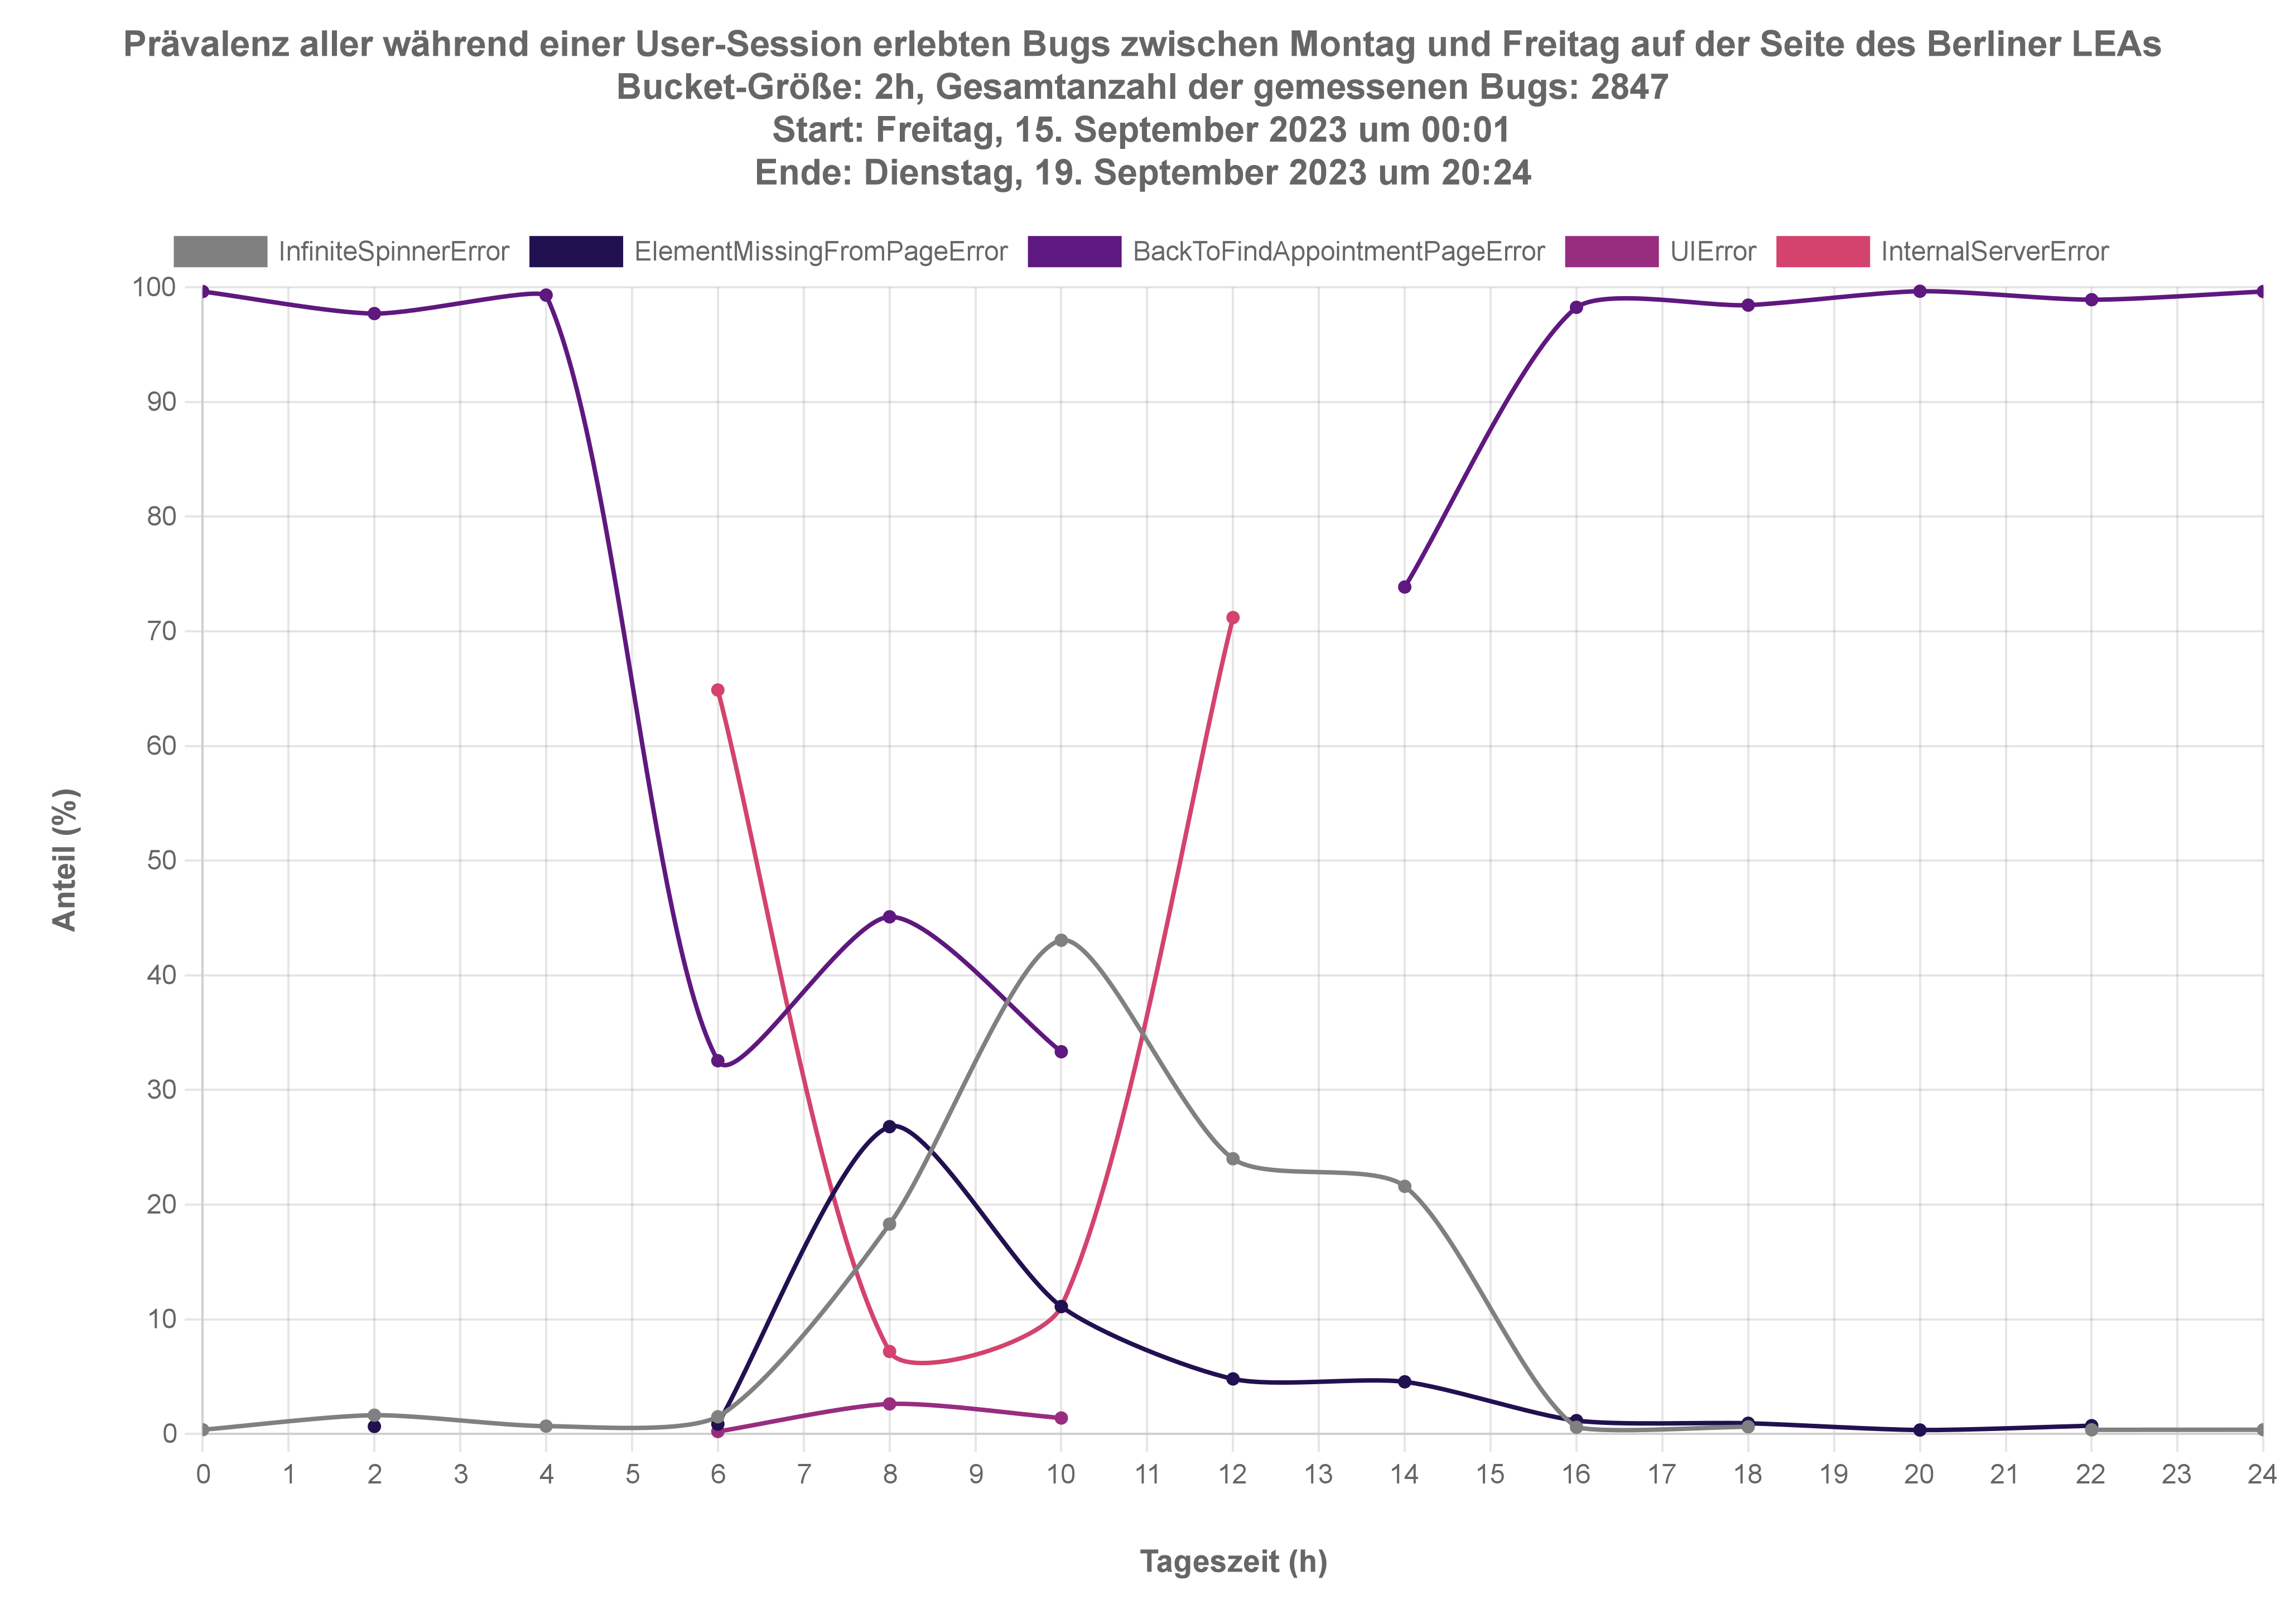 Prävalenz aller während einer User-Session erlebten Bugs zwischen Montag und Freitag auf der Seite des Berliner LEAs
Bucket-Größe: 2h, Gesamtanzahl der gemessenen Bugs: 2847
Start: Freitag, 15. September 2023 um 00:01
Ende: Dienstag, 19. September 2023 um 20:24
InfiniteSpinnerError ElementMissingFromPageError BackToFindAppointmentPageError UIError InternalServerError
100
90
80
70
60
50
40
30
20
10
0
Anteil (%)
0 1 2 3 4 5 6 7 8 9 10 11 12 13 14 15 16 17 18 19 20 21 22 23 24
Tageszeit (h)